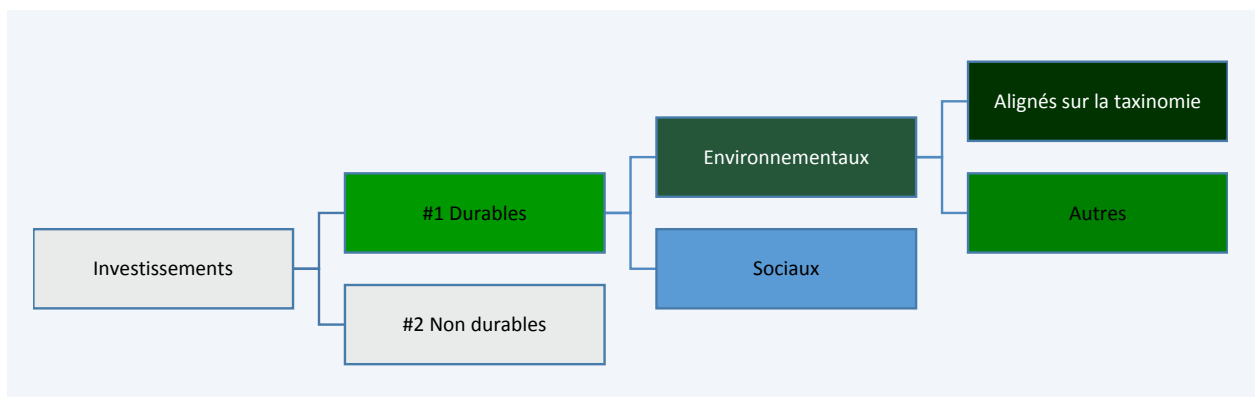 Investissements
#1 Durables
#2 Non durables
Environnementaux
Sociaux
Alignés sur la taxinomie
Autres